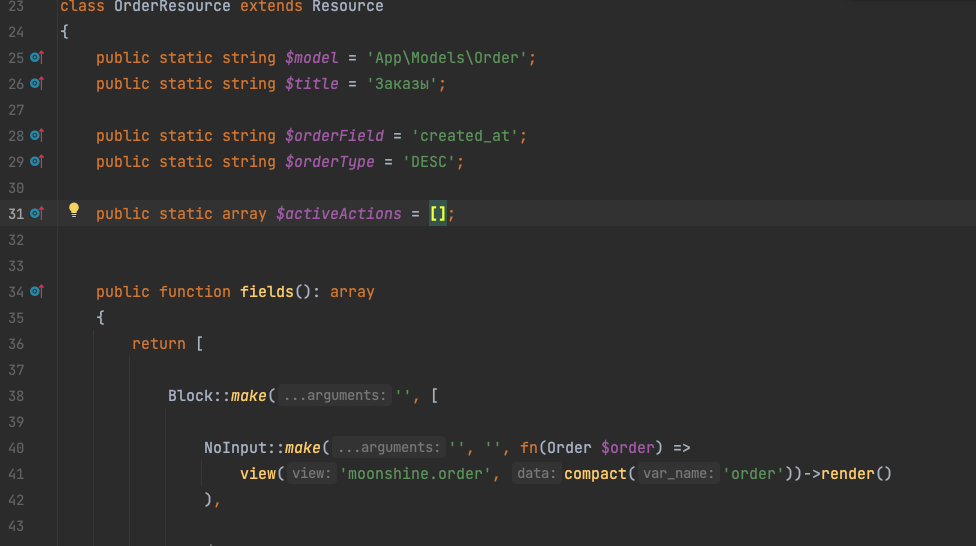 23 class OrderResource extends Resource
24 {
25 public static string $model = 'App\Models\Order';
26 public static string $title = 'Заказы';
27
28 public static string $orderField = 'created_at';
29 public static string $orderType = 'DESC';
30
31 public static array $activeActions = [];
32
33
34 public function fields(): array
35 {
36 return [
37
38 Block::make( ...arguments: '', [
39
40 NoInput::make( ...arguments: '', '', fn(Order $order) =>
41 view( view: 'moonshine.order', data: compact( var_name: 'order'))->render()
42 ),
43